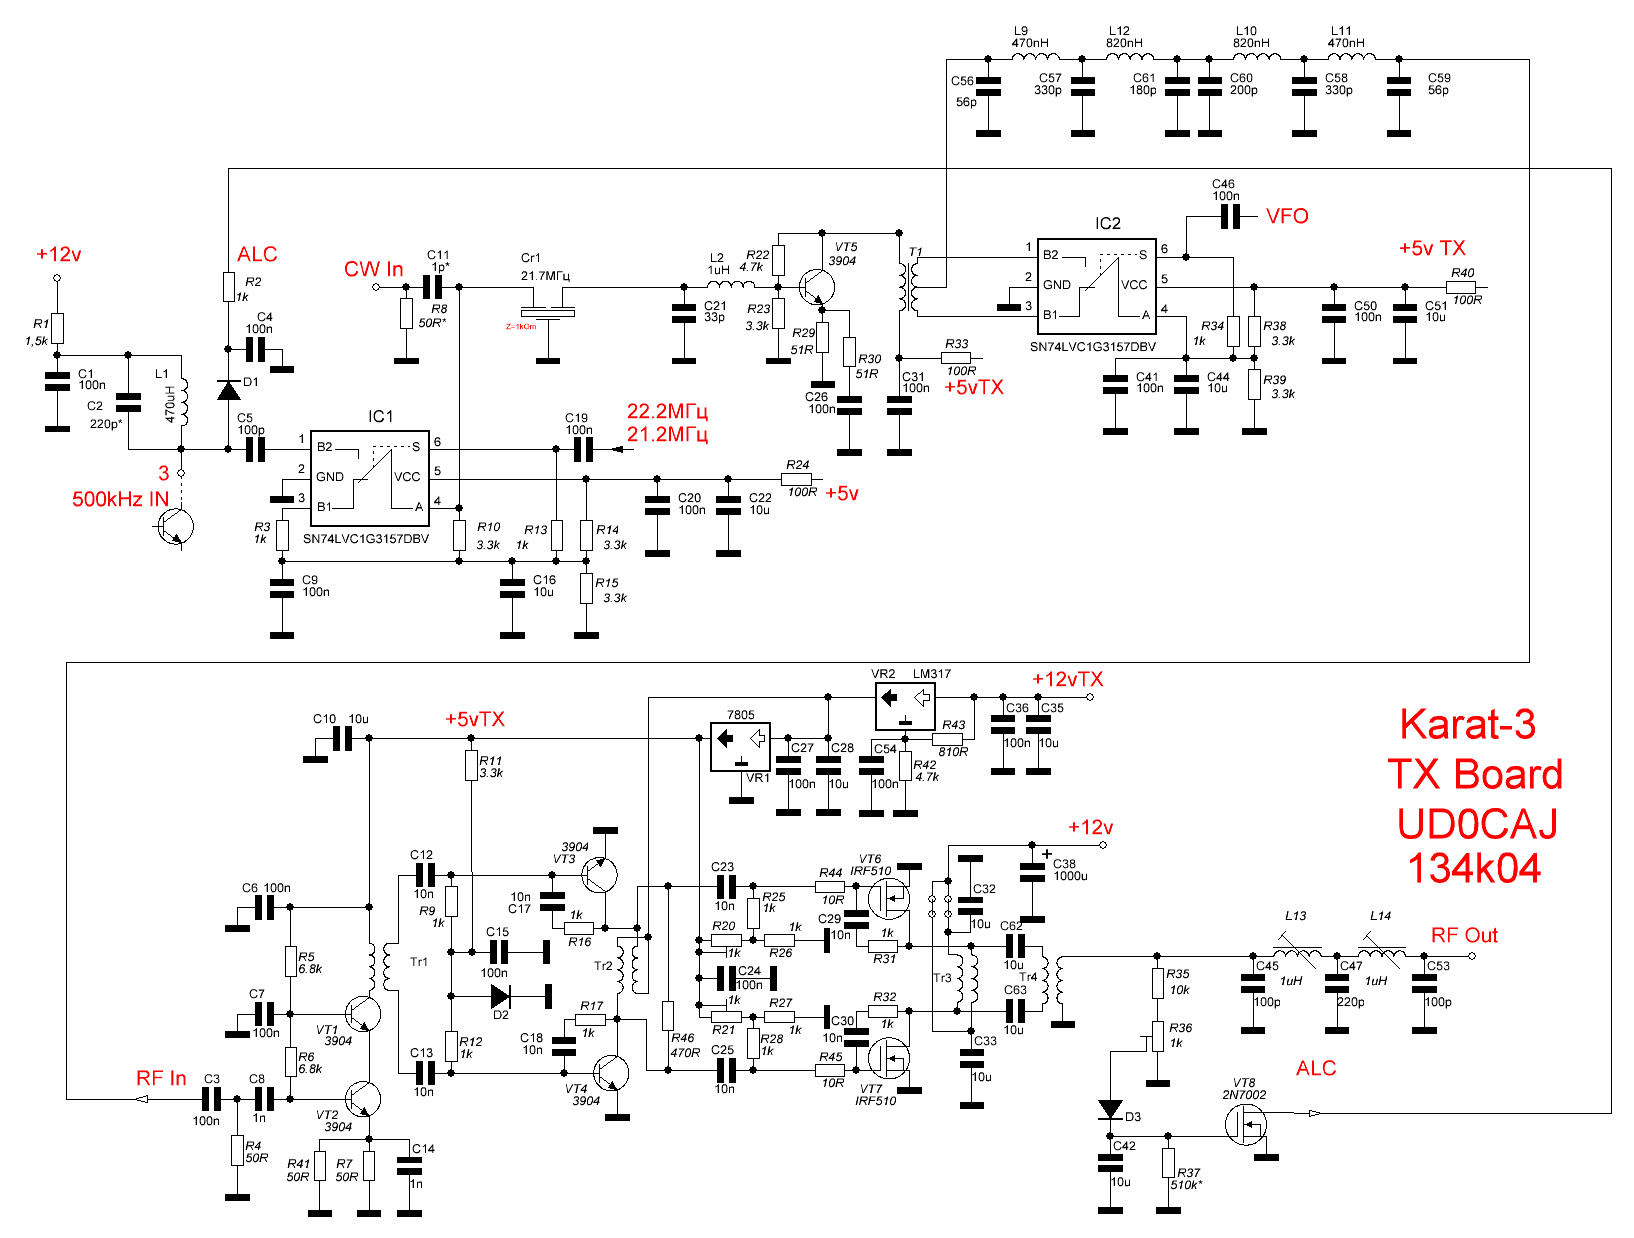 L9
470nH
L12
820nH
L10
820nH
L11
470nH
C56
56p
C57
330p
C61
180p
C60
200p
C58
330p
C59
56p
C46
100n
VFO
IC2
+12v
ALC
CW In
C11
1p*
Cr1
21.7МГц
Z=1kOm
L2
1uH
R22
4.7k
VT5
3904
T1
1
B2
S
6
2
GND
VCC
5
3
B1
A
4
SN74LVC1G3157DBV
+5v TX
R40
100R
R2
1k
R8
50R*
C21
33p
R23
3.3k
R29
51R
R30
51R
R33
100R
+5vTX
R34
1k
R38
3.3k
C50
100n
C51
10u
R1
1,5k
C4
100n
C1
100n
C2
220p*
L1
470uH
D1
C5
100p
C26
100n
C31
100n
C41
100n
C44
10u
R39
3.3k
IC1
C19
100n
22.2МГц
21.2МГц
1
B2
S
6
2
GND
VCC
5
3
B1
A
4
SN74LVC1G3157DBV
3
500kHz IN
R24
100R
+5v
C20
100n
C22
10u
R3
1k
R10
3.3k
R13
1k
R14
3.3k
C9
100n
C16
10u
R15
3.3k
VR2
LM317
+12vTX
C10
10u
+5vTX
7805
VR1
R11
3.3k
C27
100n
C28
10u
C54
100n
R43
810R
R42
4.7k
C36
100n
C35
10u
Karat-3
TX Board
UD0CAJ
134k04
+12v
C6
100n
C12
10n
3904
VT3
C23
10n
VT6
IRF510
R44
10R
C38
1000u
+
C32
10u
R9
1k
10n
C17
1k
R16
R25
1k
R20
1k
1k
R26
C29
10n
1k
R31
C62
10u
L13
1uH
L14
1uH
RF Out
R5
6.8k
Tr1
C15
100n
Tr2
C24
100n
Tr3
Tr4
C45
100p
C47
220p
C53
100p
R35
10k
C7
100n
VT1
3904
D2
R17
1k
1k
R21
R27
1k
R32
1k
C63
10u
R36
1k
R6
6.8k
R12
1k
C18
10n
R46
470R
R28
1k
C30
10n
C33
10u
C13
10n
VT4
3904
C25
10n
R45
10R
VT7
IRF510
ALC
RF In
C3
100n
C8
1n
VT2
3904
R4
50R
R41
50R
R7
50R
C14
1n
D3
VT8
2N7002
C42
10u
R37
510k*